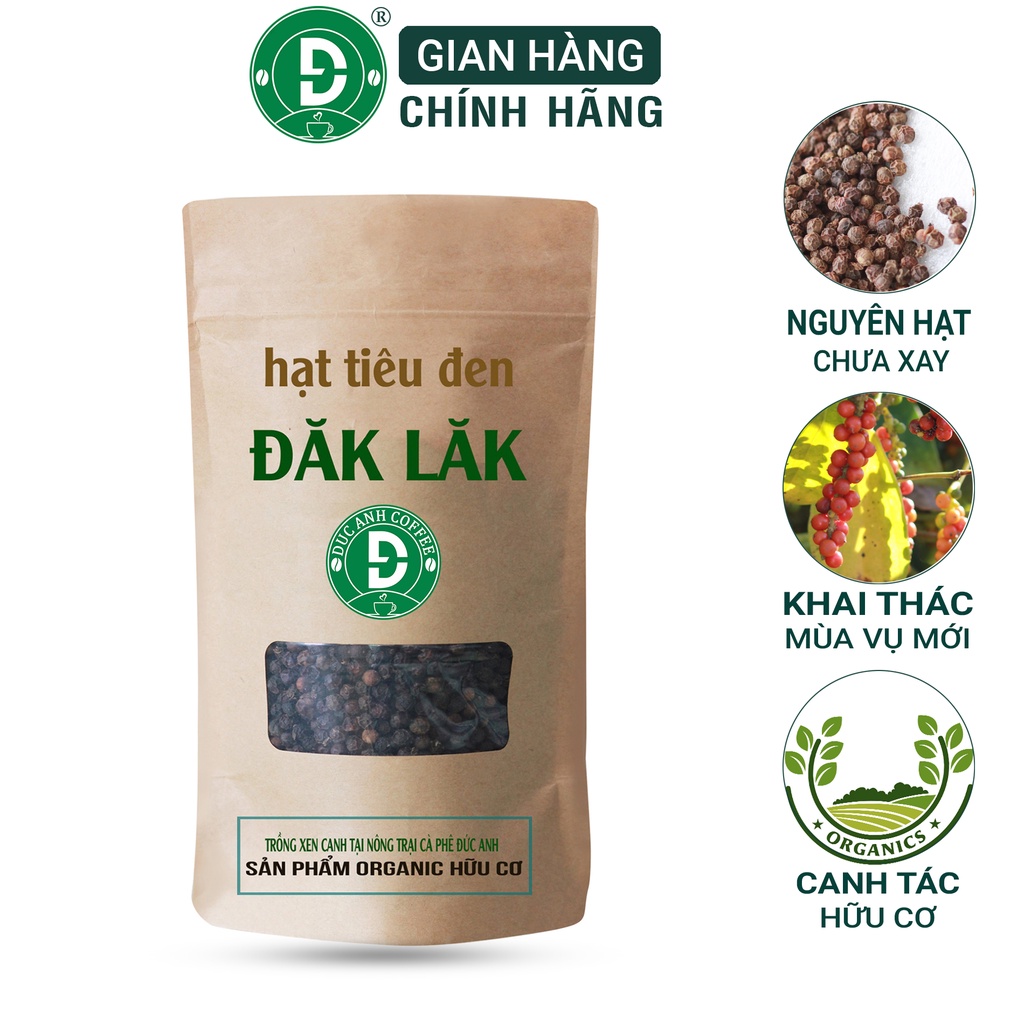 ®
GIAN HÀNG
CHÍNH HÃNG
hạt tiêu đen
ĐĂK LĂK
DUC ANH COFFEE
Đ
TRỒNG XEN CANH TẠI NÔNG TRẠI CÀ PHÊ ĐỨC ANH
SẢN PHẨM ORGANIC HỮU CƠ
NGUYÊN HẠT
CHƯA XAY
KHAI THÁC
MÙA VỤ MỚI
ORGANICS
CANH TÁC
HỮU CƠ